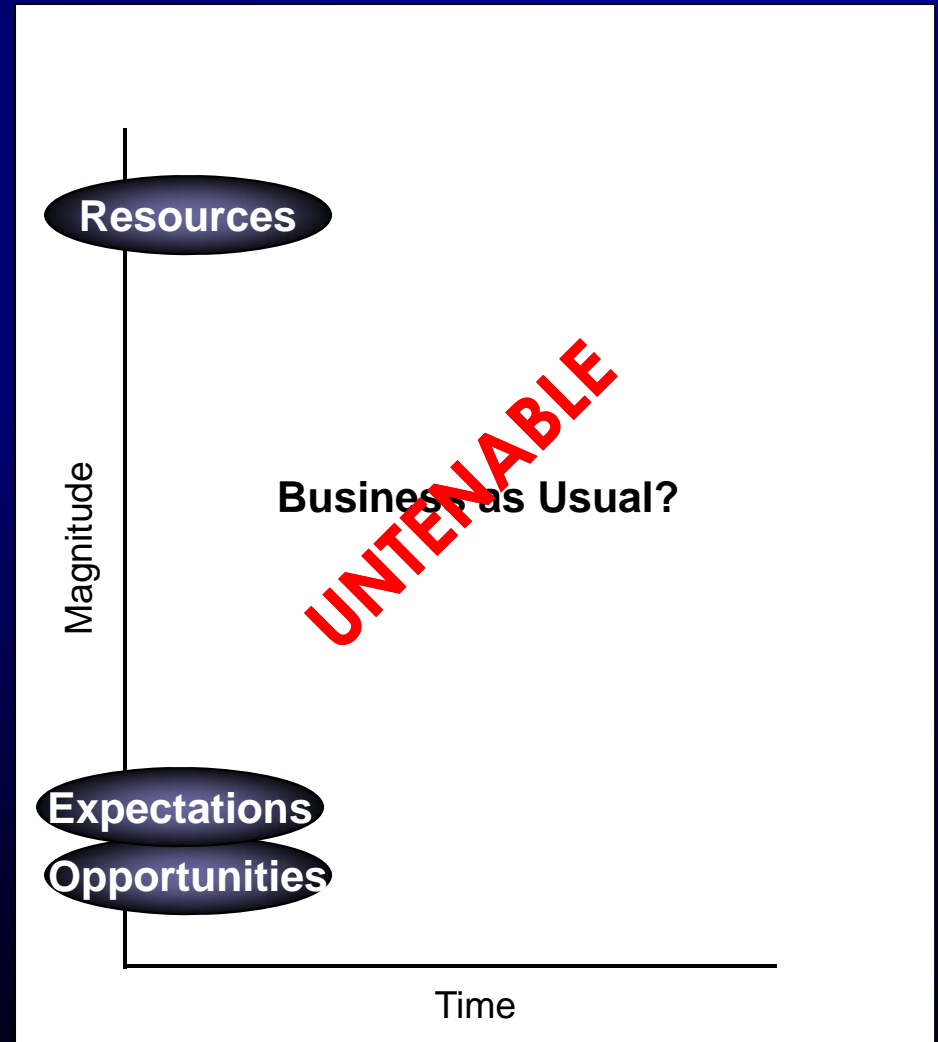 Resources
UNTENABLE
Business as Usual?
Magnitude
Expectations
Opportunities
Time